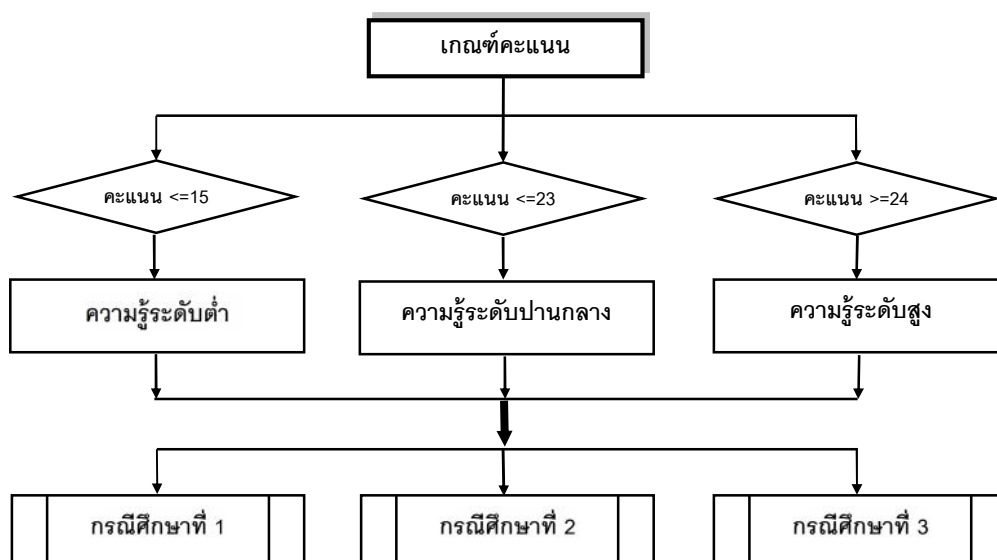 เกณฑ์คะแนน
คะแนน <=15
คะแนน <=23
คะแนน >=24
ความรู้ระดับต่ำ
ความรู้ระดับปานกลาง
ความรู้ระดับสูง
กรณีศึกษาที่ 1
กรณีศึกษาที่ 2
กรณีศึกษาที่ 3